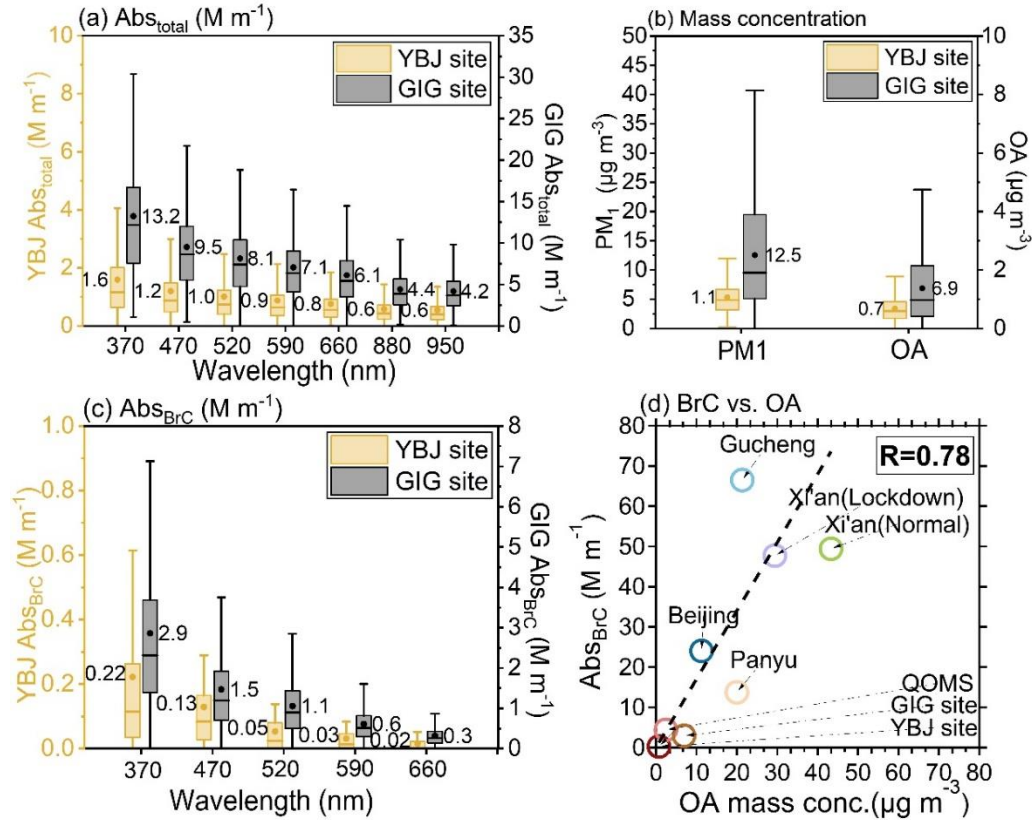 (a) Abs_total (M m⁻¹)
YBJ Abs_total (M m⁻¹)
10
8
6
4
2
0
YBJ site
GIG site
35
30
25
20
15
10
5
0
GIG Abs_total (M m⁻¹)
1.6
13.2
1.2
9.5
1.0
8.1
0.9
7.1
0.8
6.1
0.6
4.4
0.6
4.2
370 470 520 590 660 880 950
Wavelength (nm)
(b) Mass concentration
PM₁ (μg m⁻³)
50
45
40
35
30
25
20
15
10
5
0
YBJ site
GIG site
10
8
6
4
2
0
OA (μg m⁻³)
1.1
12.5
0.7
6.9
PM1 OA
(c) Abs_BrC (M m⁻¹)
YBJ Abs_BrC (M m⁻¹)
1.0
0.8
0.6
0.4
0.2
0.0
YBJ site
GIG site
8
7
6
5
4
3
2
1
0
GIG Abs_BrC (M m⁻¹)
0.22
2.9
0.13
1.5
0.05
1.1
0.03
0.6
0.02
0.3
370 470 520 590 660
Wavelength (nm)
(d) BrC vs. OA
Abs_BrC (M m⁻¹)
80
70
60
50
40
30
20
10
0
R=0.78
Gucheng
Xi'an(Lockdown)
Xi'an(Normal)
Beijing
Panyu
QOMS
GIG site
YBJ site
0 10 20 30 40 50 60 70 80
OA mass conc.(μg m⁻³)